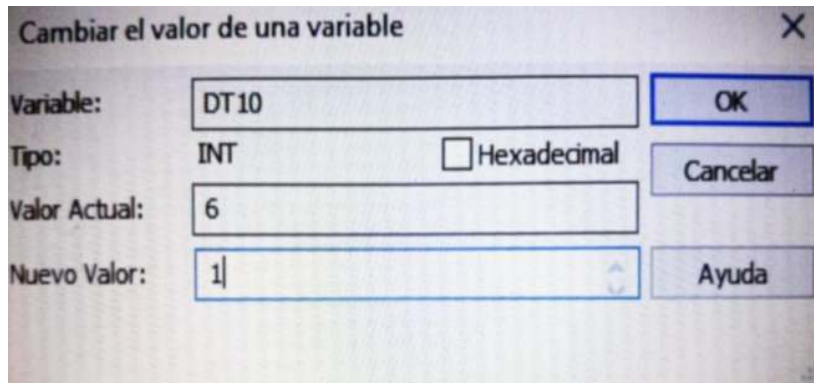 Cambiar el valor de una variable
Variable: DT10 OK
Tipo: INT Hexadecimal
Cancelar
Valor Actual: 6
Nuevo Valor: 1 Ayuda